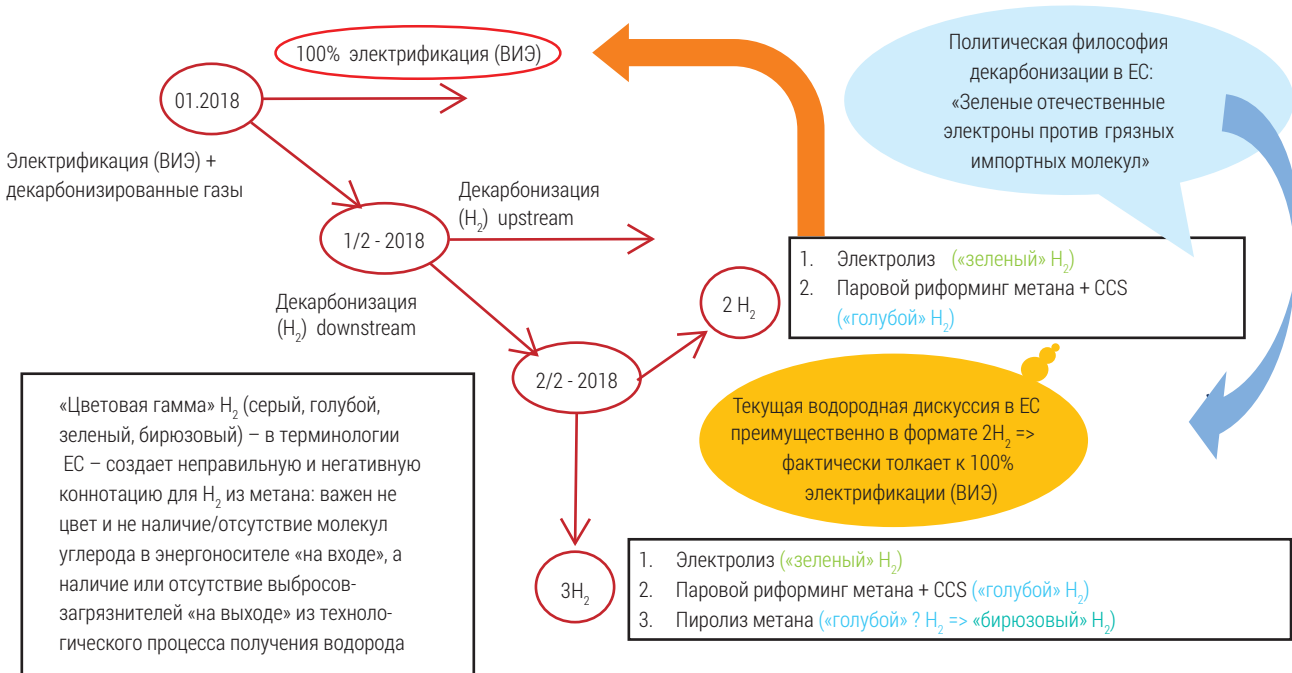 100% электрификация (ВИЭ)
01.2018
Электрификация (ВИЭ) +
декарбонизированные газы
Политическая философия
декарбонизации в ЕС:
«Зеленые отечественные
электроны против грязных
импортных молекул»
Декарбонизация
(H₂) upstream
1/2 - 2018
Декарбонизация
(H₂) downstream
2 H₂
1. Электролиз («зеленый» H₂)
2. Паровой риформинг метана + CCS
(«голубой» H₂)
2/2 - 2018
Текущая водородная дискуссия в ЕС
преимущественно в формате 2H₂ =>
фактически толкает к 100%
электрификации (ВИЭ)
«Цветовая гамма» H₂ (серый, голубой,
зеленый, бирюзовый) – в терминологии
ЕС – создает неправильную и негативную
коннотацию для H₂ из метана: важен не
цвет и не наличие/отсутствие молекул
углерода в энергоносителе «на входе», а
наличие или отсутствие выбросов-
загрязнителей «на выходе» из техноло-
гического процесса получения водорода
3H₂
1. Электролиз («зеленый» H₂)
2. Паровой риформинг метана + CCS («голубой» H₂)
3. Пиролиз метана («голубой» ? H₂ => «бирюзовый» H₂)